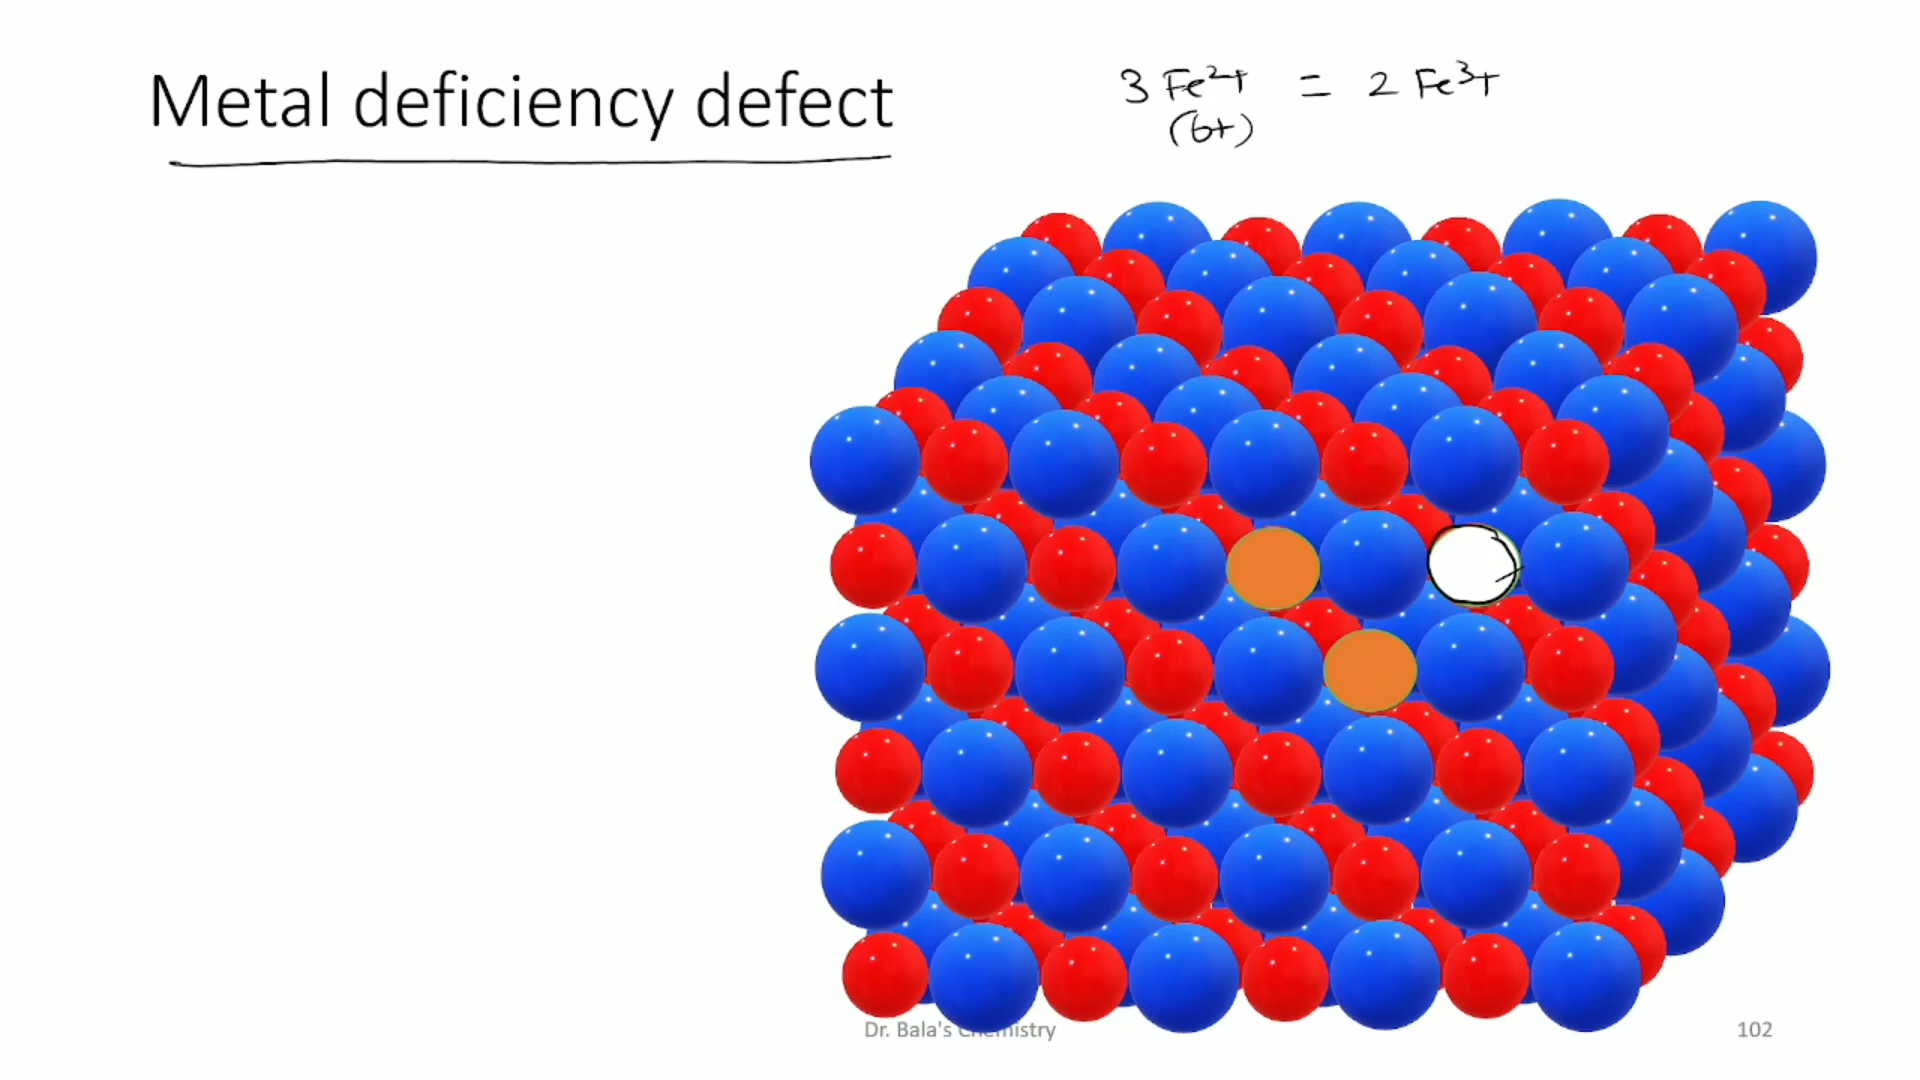 Metal deficiency defect
3 Fe²⁺ = 2 Fe³⁺
(6+)
Dr. Bala's Chemistry
102